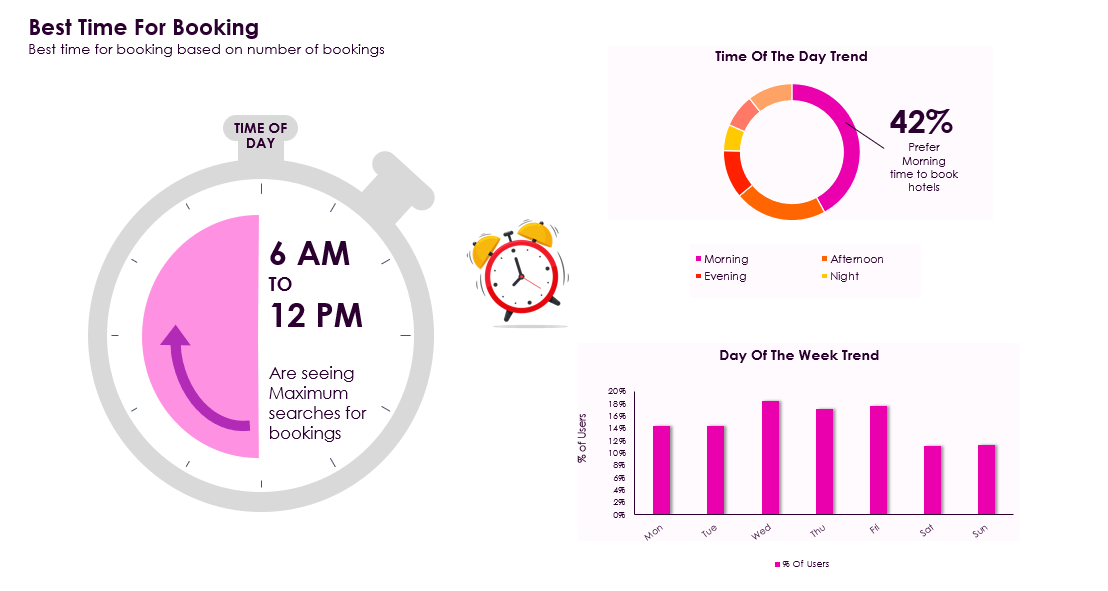 Best Time For Booking
Best time for booking based on number of bookings
TIME OF
DAY
6 AM
TO
12 PM
Are seeing
Maximum
searches for
bookings
Time Of The Day Trend
42%
Prefer
Morning
time to book
hotels
Morning
Afternoon
Evening
Night
Day Of The Week Trend
% of Users
20%
18%
16%
14%
12%
10%
8%
6%
4%
2%
0%
Mon
Tue
Wed
Thu
Fri
Sat
Sun
% Of Users